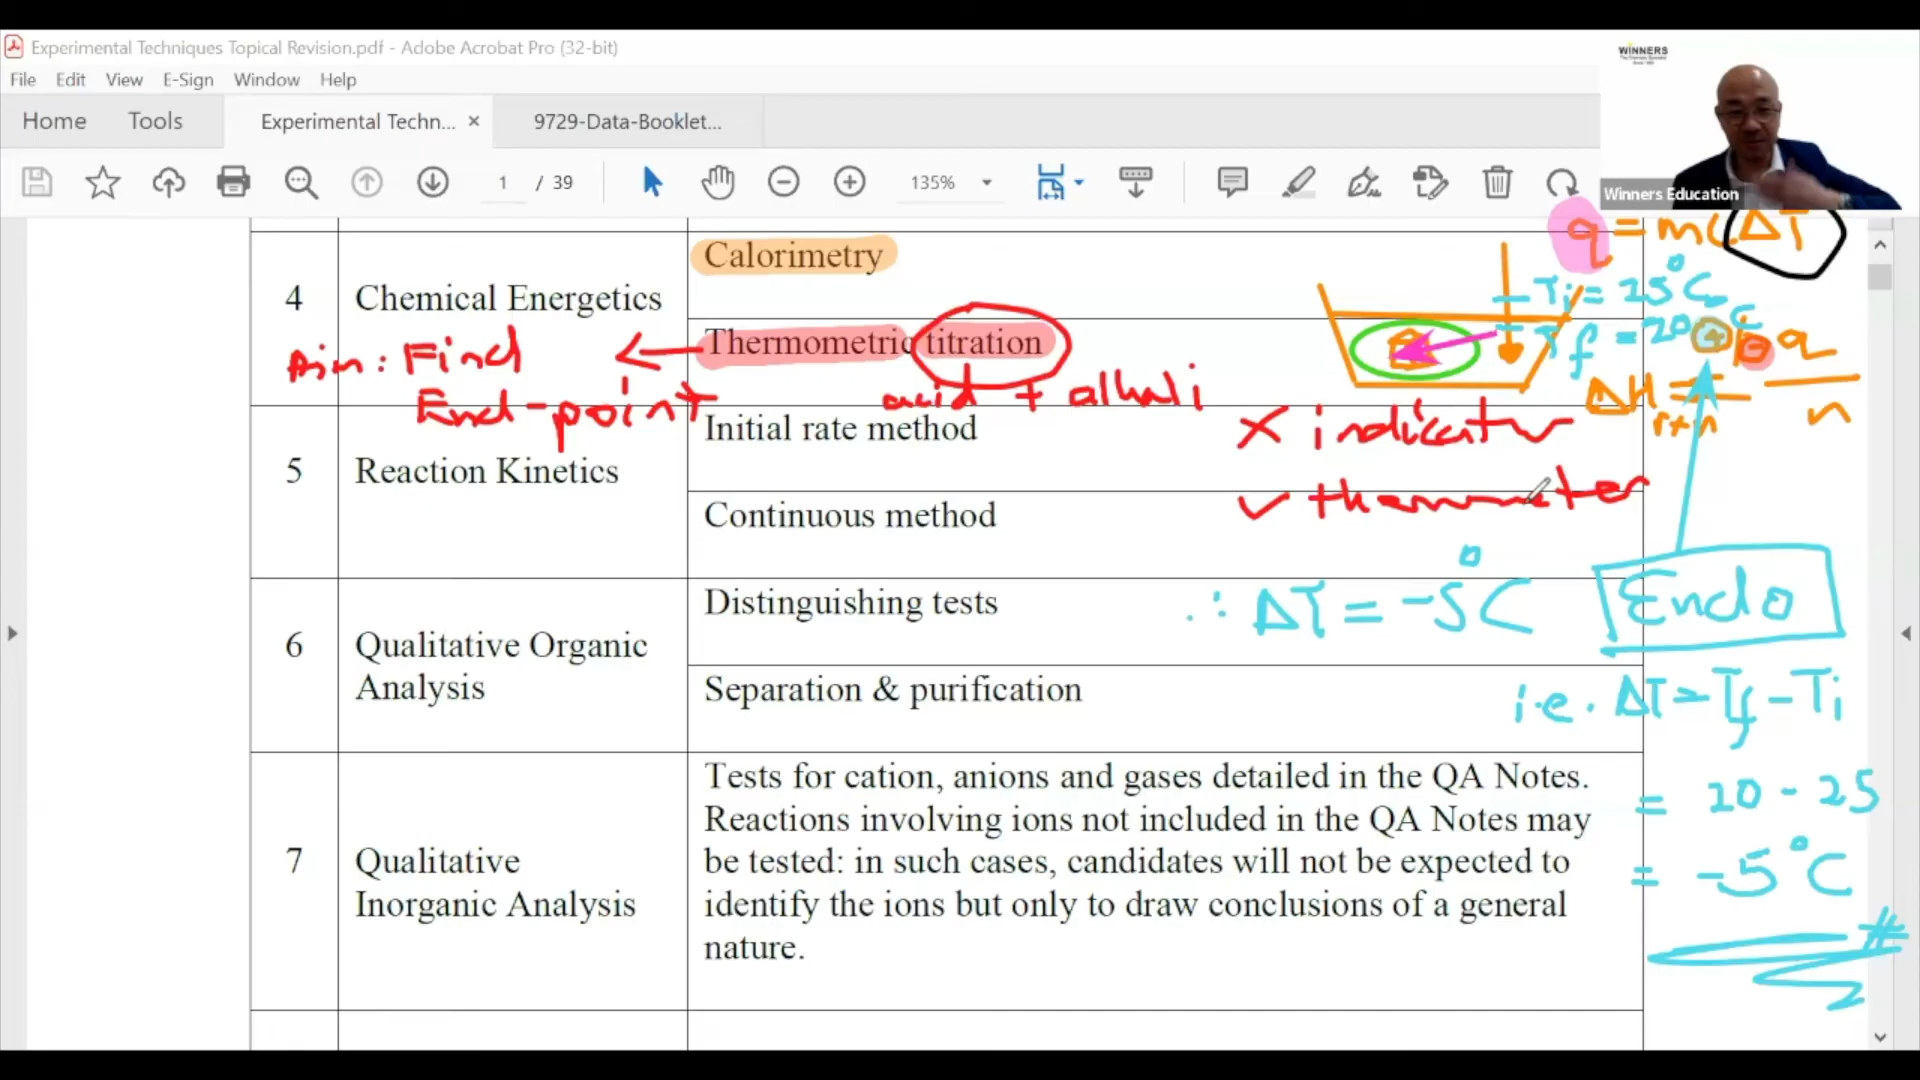 Experimental Techniques Topical Revision.pdf - Adobe Acrobat Pro (32-bit)
WINNERS
File Edit View E-Sign Window Help
Home Tools Experimental Techn... × 9729-Data-Booklet...
1 / 39 135%
Winners Education
q = mc ΔT
Calorimetry
4 Chemical Energetics
Ti = 25°C
Tf = 20°C
Thermometric titration
Aim: Find
End-point
acid + alkali
ΔH rxn = + - q / n
Initial rate method
× indicator
5 Reaction Kinetics
✓ thermometer
Continuous method
Distinguishing tests
∴ ΔT = -5°C
Endo
6 Qualitative Organic
Analysis
Separation & purification
i.e. ΔT = Tf - Ti
= 20 - 25
= -5°C
7 Qualitative
Inorganic Analysis
Tests for cation, anions and gases detailed in the QA Notes.
Reactions involving ions not included in the QA Notes may
be tested: in such cases, candidates will not be expected to
identify the ions but only to draw conclusions of a general
nature.